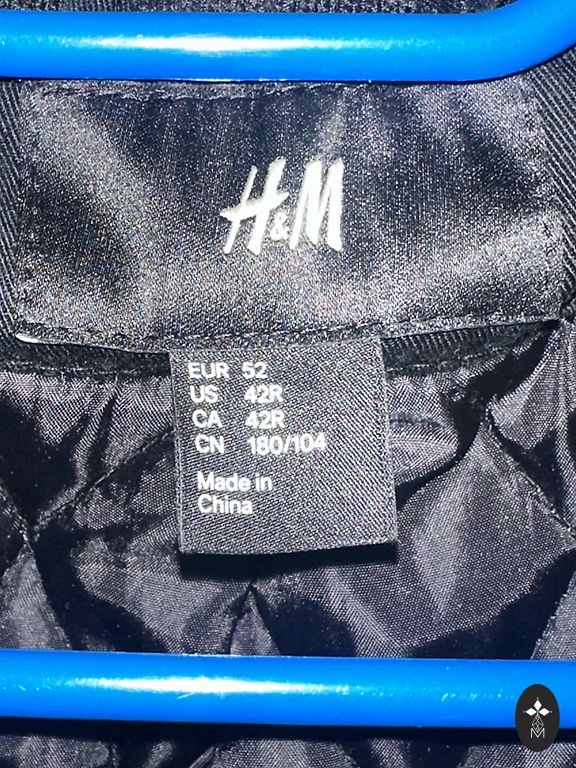 H&M
EUR 52
US 42R
CA 42R
CN 180/104
Made in
China
M